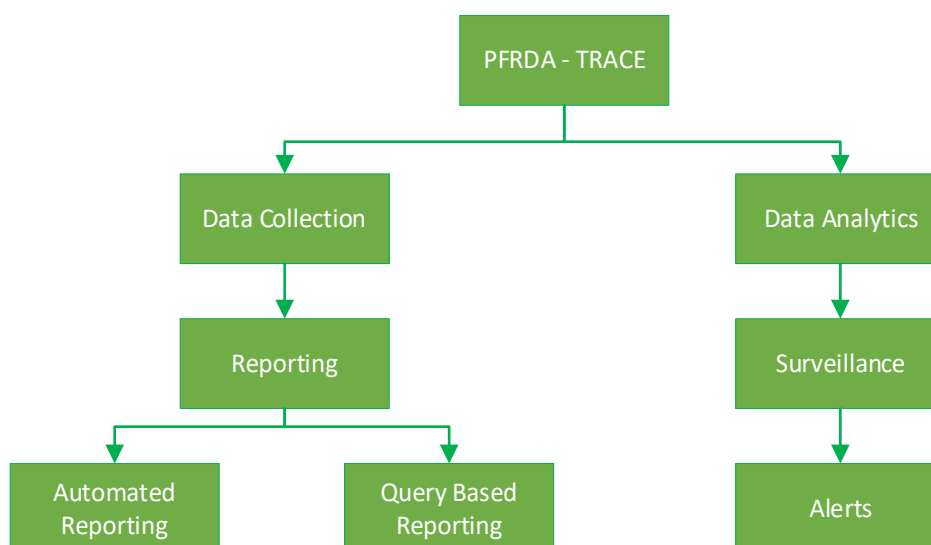 PFRDA - TRACE
Data Collection
Data Analytics
Reporting
Surveillance
Automated
Reporting
Query Based
Reporting
Alerts